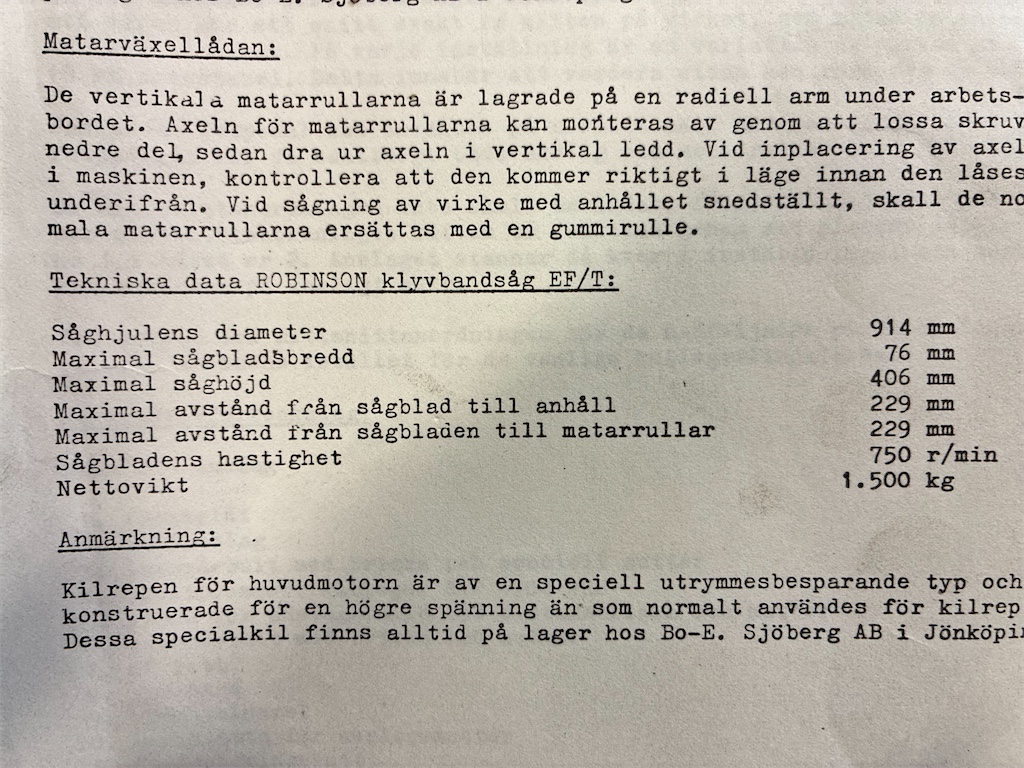 Matarväxellådan:
De vertikala matarrullarna är lagrade på en radiell arm under arbets-
bordet. Axeln för matarrullarna kan monteras av genom att lossa skruv
nedre del, sedan dra ur axeln i vertikal ledd. Vid inplacering av axel
i maskinen, kontrollera att den kommer riktigt i läge innan den låses
underifrån. Vid sågning av virke med anhållet snedställt, skall de no
mala matarrullarna ersättas med en gummirulle.
Tekniska data ROBINSON klyvbandsåg EF/T:
Såghjulens diameter 914 mm
Maximal sågbladsbredd 76 mm
Maximal såghöjd 406 mm
Maximal avstånd från sågblad till anhåll 229 mm
Maximal avstånd från sågbladen till matarrullar 229 mm
Sågbladens hastighet 750 r/min
Nettovikt 1.500 kg
Anmärkning:
Kilrepen för huvudmotorn är av en speciell utrymmesbesparande typ och
konstruerade för en högre spänning än som normalt användes för kilrep
Dessa specialkil finns alltid på lager hos Bo-E. Sjöberg AB i Jönköpin